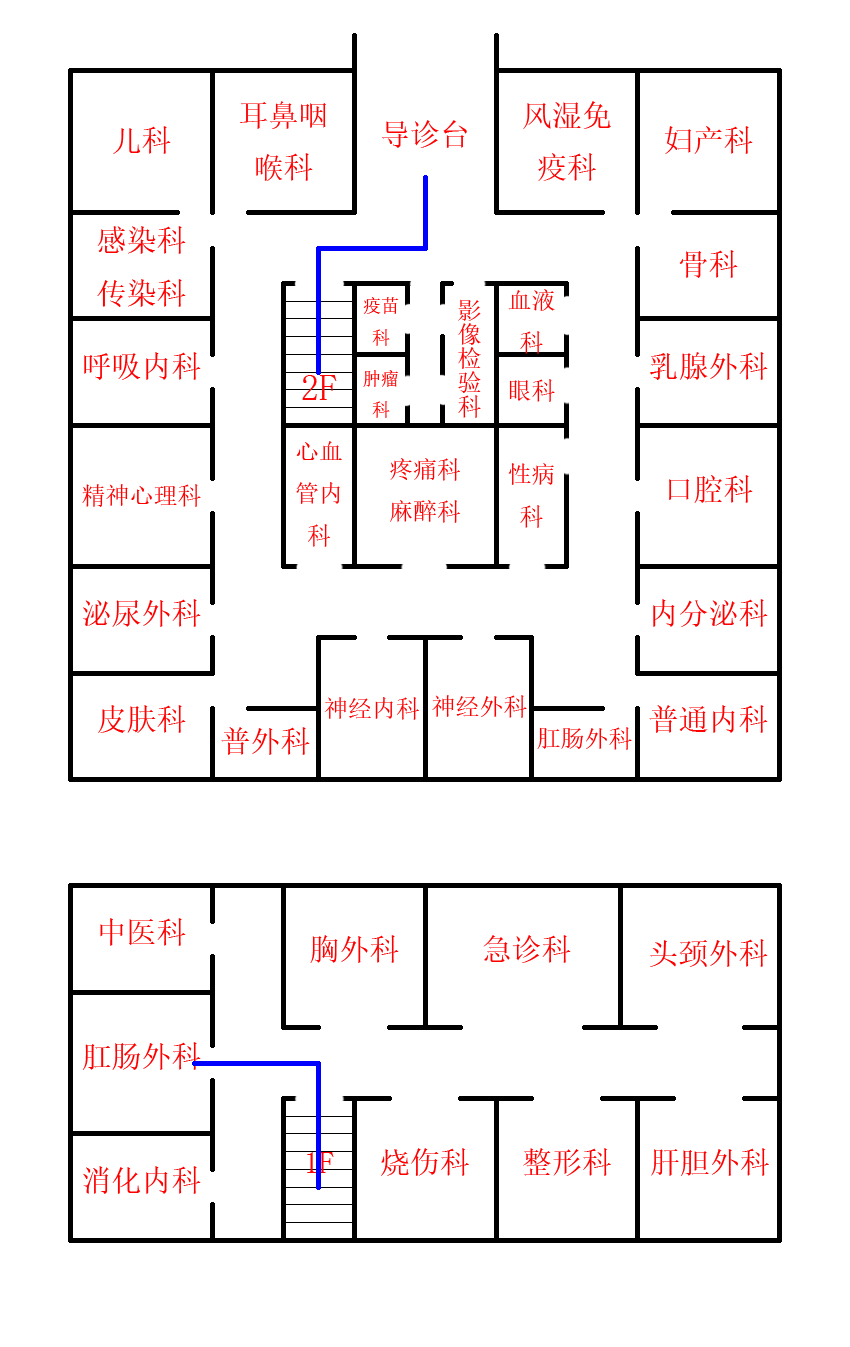 儿科
耳鼻咽
喉科
导诊台
风湿免
疫科
妇产科
感染科
传染科
骨科
疫苗
科
影像检验科
血液
科
呼吸内科
2F
肿瘤
科
眼科
乳腺外科
精神心理科
心血
管内
科
疼痛科
麻醉科
性病
科
口腔科
泌尿外科
内分泌科
皮肤科
普外科
神经内科
神经外科
肛肠外科
普通内科
中医科
胸外科
急诊科
头颈外科
肛肠外科
消化内科
1F
烧伤科
整形科
肝胆外科